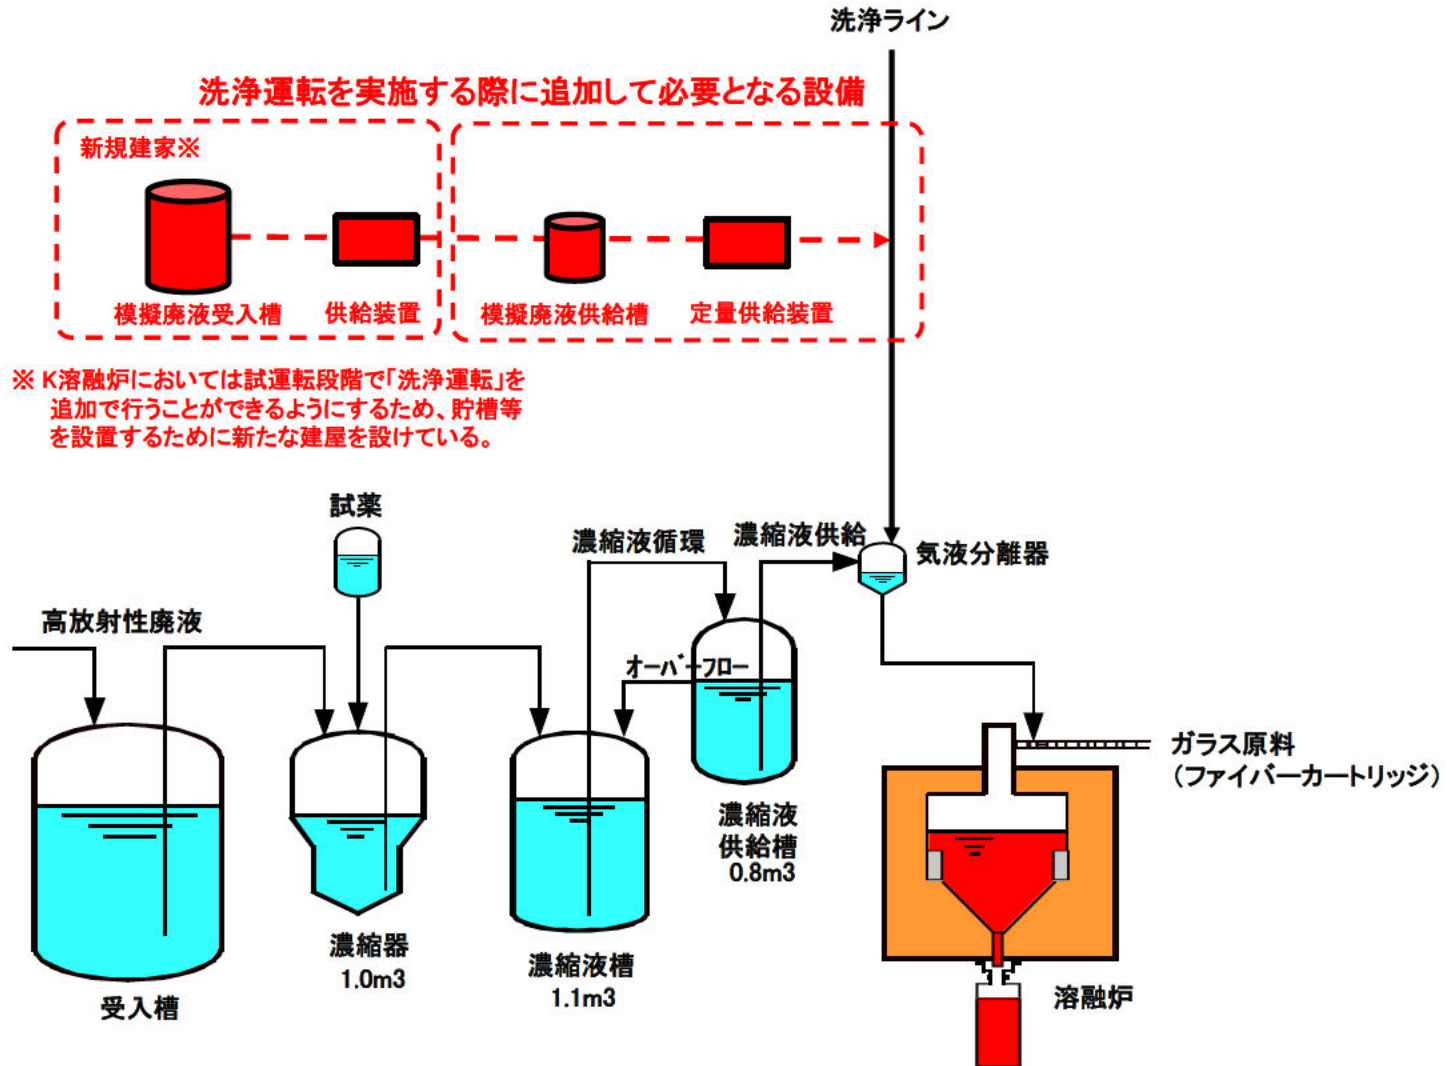 洗浄ライン
洗浄運転を実施する際に追加して必要となる設備
新規建家※
模擬廃液受入槽
供給装置
模擬廃液供給槽
定量供給装置
※ K溶融炉においては試運転段階で「洗浄運転」を
追加で行うことができるようにするため、貯槽等
を設置するために新たな建屋を設けている。
試薬
濃縮液循環
濃縮液供給
気液分離器
高放射性廃液
オーバーフロー
ガラス原料
（ファイバーカートリッジ）
濃縮液
供給槽
0.8m3
濃縮器
1.0m3
濃縮液槽
1.1m3
受入槽
溶融炉